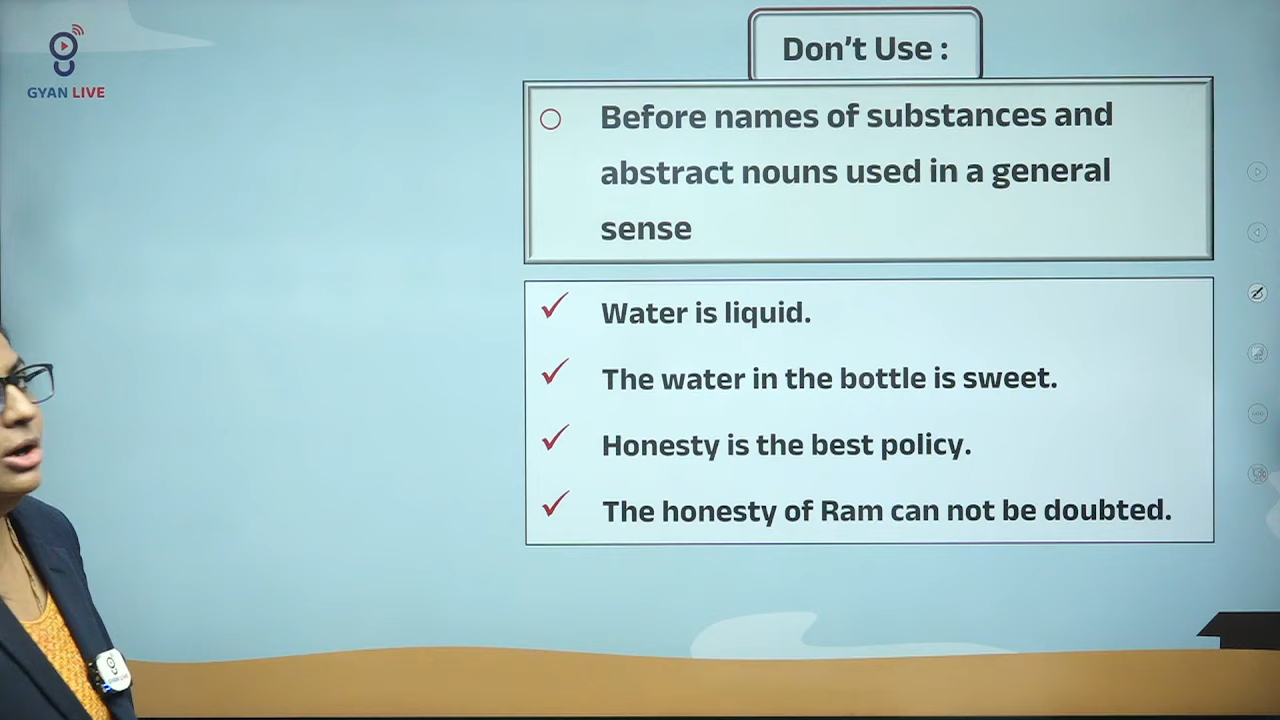 GYAN LIVE
Don't Use :
Before names of substances and
abstract nouns used in a general
sense
Water is liquid.
The water in the bottle is sweet.
Honesty is the best policy.
The honesty of Ram can not be doubted.